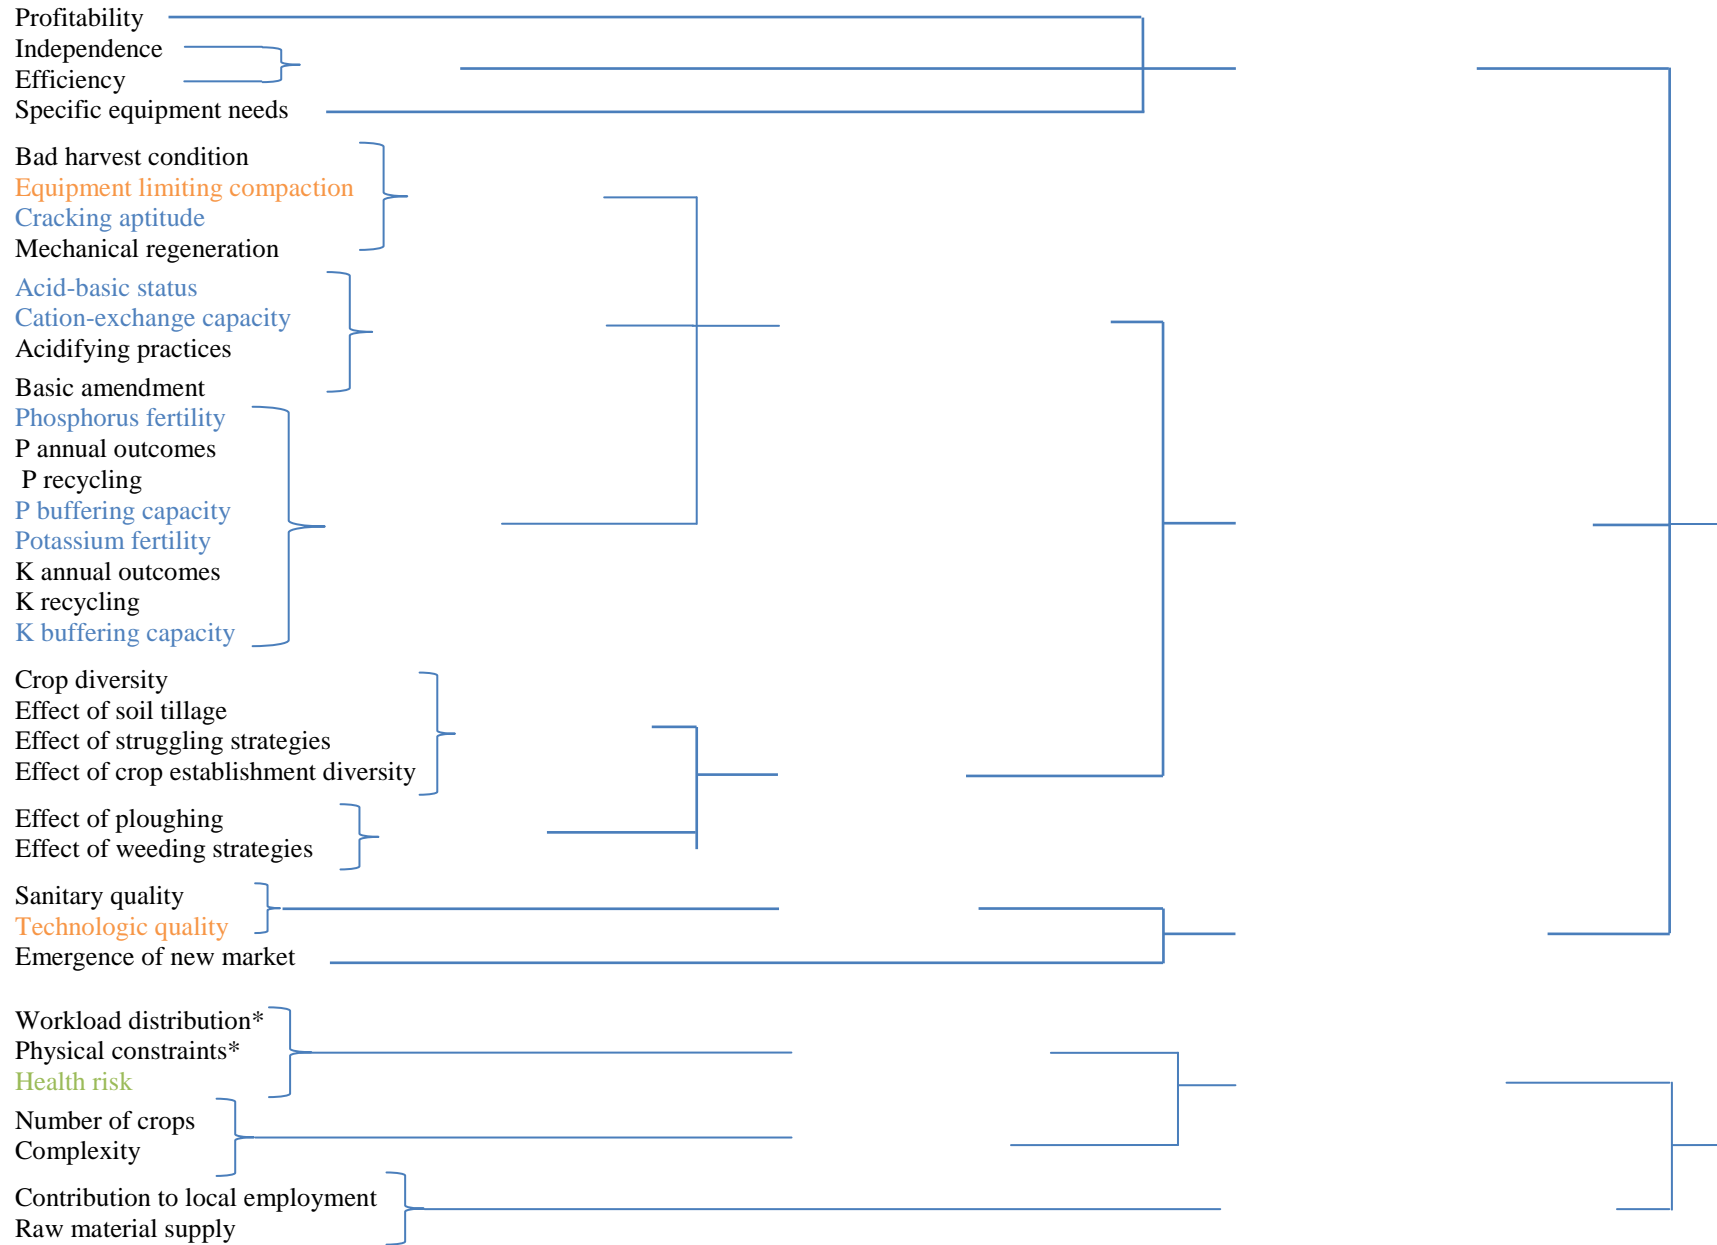 Profitability
Independence
Efficiency
Specific equipment needs
Bad harvest condition
Equipment limiting compaction
Cracking aptitude
Mechanical regeneration
Acid-basic status
Cation-exchange capacity
Acidifying practices
Basic amendment
Phosphorus fertility
P annual outcomes
P recycling
P buffering capacity
Potassium fertility
K annual outcomes
K recycling
K buffering capacity
Crop diversity
Effect of soil tillage
Effect of struggling strategies
Effect of crop establishment diversity
Effect of ploughing
Effect of weeding strategies
Sanitary quality
Technologic quality
Emergence of new market
Workload distribution*
Physical constraints*
Health risk
Number of crops
Complexity
Contribution to local employment
Raw material supply